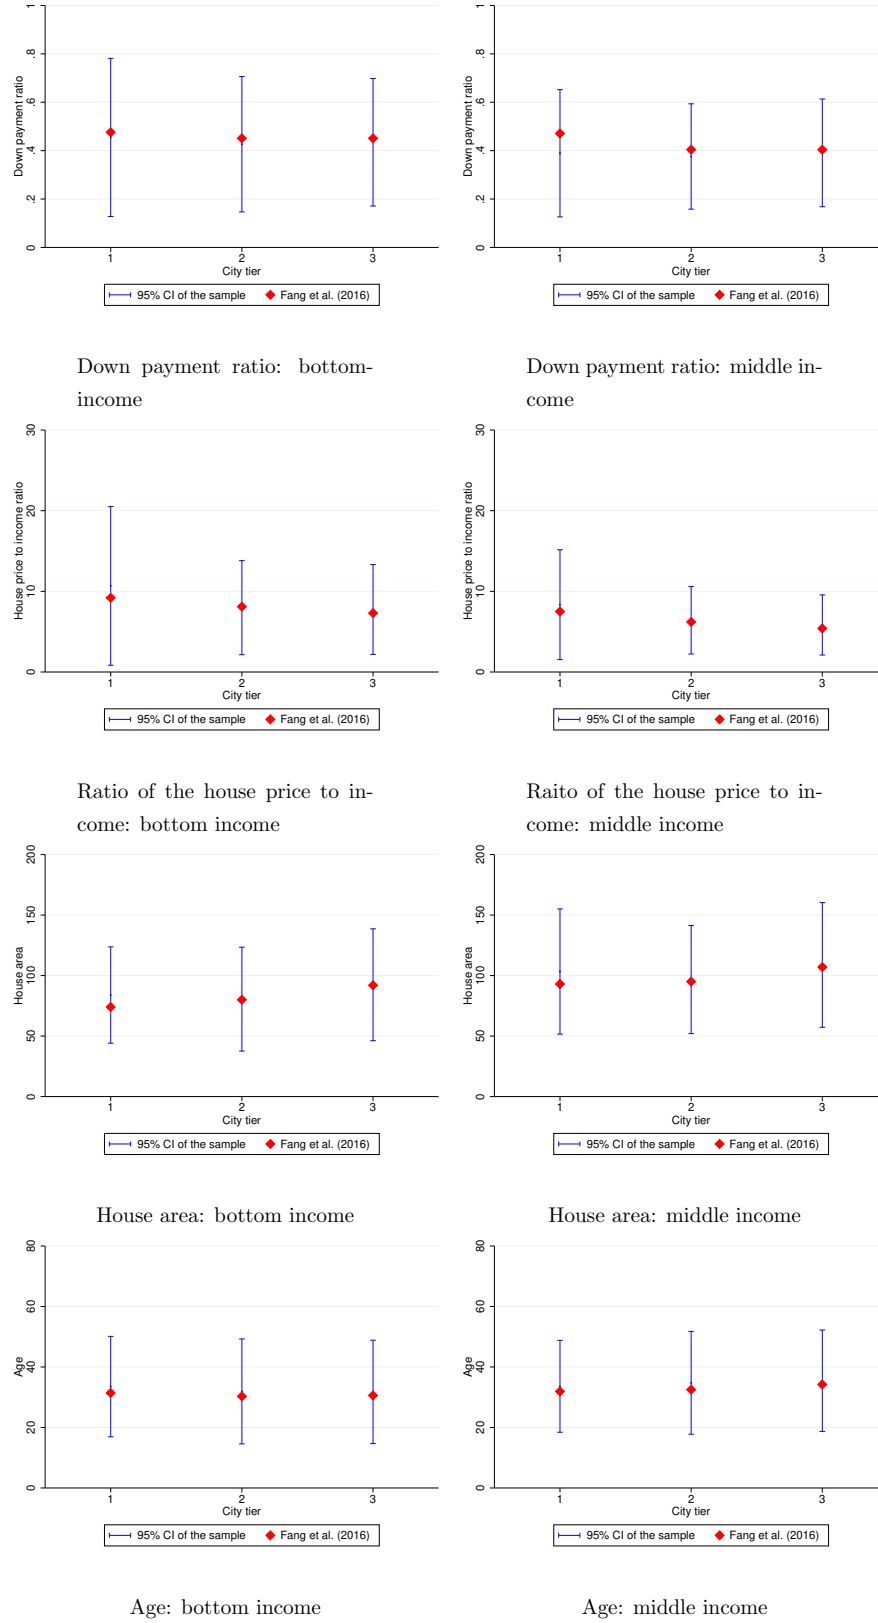 Down payment ratio
0 .2 .4 .6 .8 1
1 2 3
City tier
95% CI of the sample Fang et al. (2016)
Down payment ratio: bottom-
income
Down payment ratio
0 .2 .4 .6 .8 1
1 2 3
City tier
95% CI of the sample Fang et al. (2016)
Down payment ratio: middle in-
come
House price to income ratio
0 10 20 30
1 2 3
City tier
95% CI of the sample Fang et al. (2016)
Ratio of the house price to in-
come: bottom income
House price to income ratio
0 10 20 30
1 2 3
City tier
95% CI of the sample Fang et al. (2016)
Raito of the house price to in-
come: middle income
House area
0 50 100 150 200
1 2 3
City tier
95% CI of the sample Fang et al. (2016)
House area: bottom income
House area
0 50 100 150 200
1 2 3
City tier
95% CI of the sample Fang et al. (2016)
House area: middle income
Age
0 20 40 60 80
1 2 3
City tier
95% CI of the sample Fang et al. (2016)
Age: bottom income
Age
0 20 40 60 80
1 2 3
City tier
95% CI of the sample Fang et al. (2016)
Age: middle income